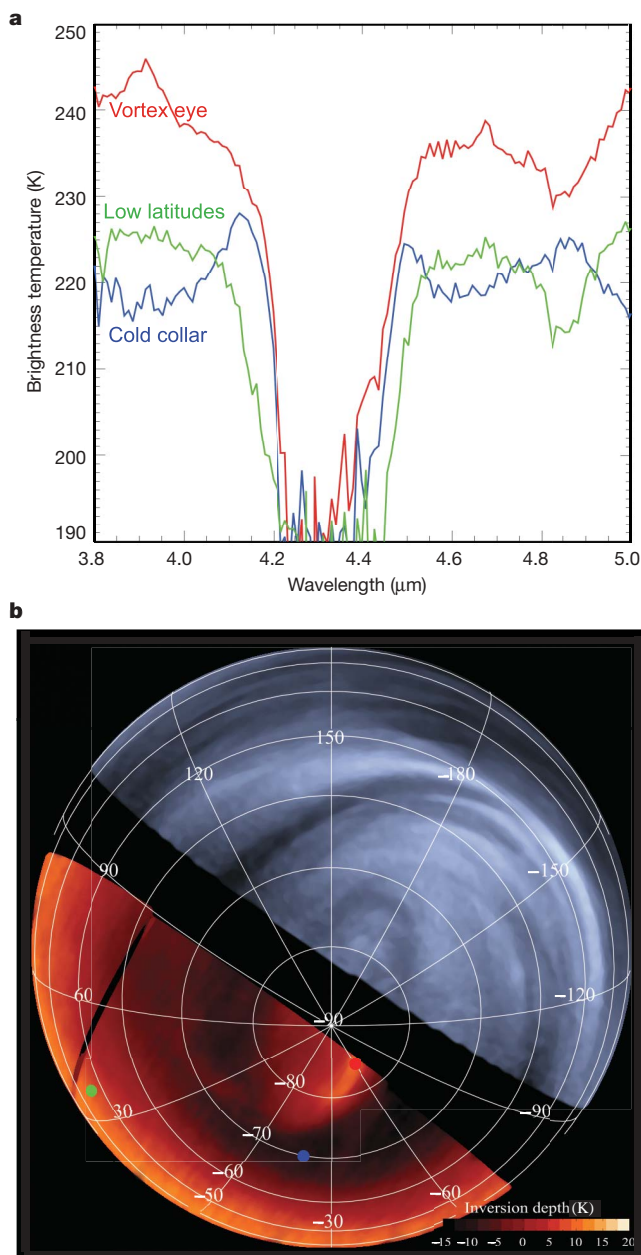 a
250
240
230
220
210
200
190
Brightness temperature (K)
Vortex eye
Low latitudes
Cold collar
3.8 4.0 4.2 4.4 4.6 4.8 5.0
Wavelength (μm)
b
150
120 –180
90 –150
60 –120
–90
–80
30 –90
–70
–60 –60
–50
–30
Inversion depth (K)
–15 –10 –5 0 5 10 15 20